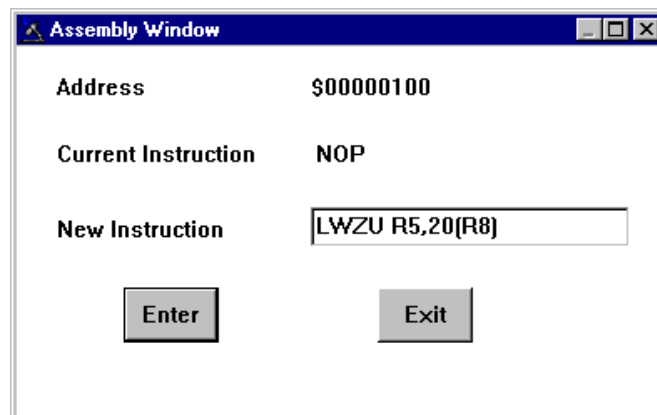 Assembly Window
Address $00000100
Current Instruction NOP
New Instruction LWZU R5,20(R8)
Enter Exit